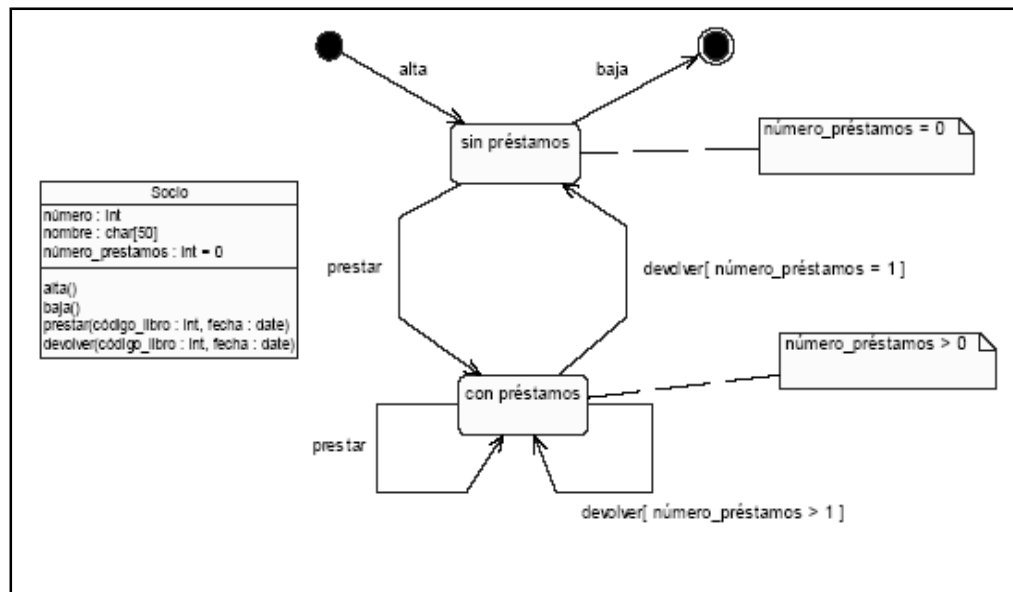 alta
baja
sin préstamos
número_préstamos = 0
Socio
número : Int
nombre : char[50]
número_prestamos : Int = 0
alta()
baja()
prestar(código_libro : Int, fecha : date)
devolver(código_libro : Int, fecha : date)
prestar
devolver[ número_préstamos = 1 ]
número_préstamos > 0
con préstamos
prestar
devolver[ número_préstamos > 1 ]